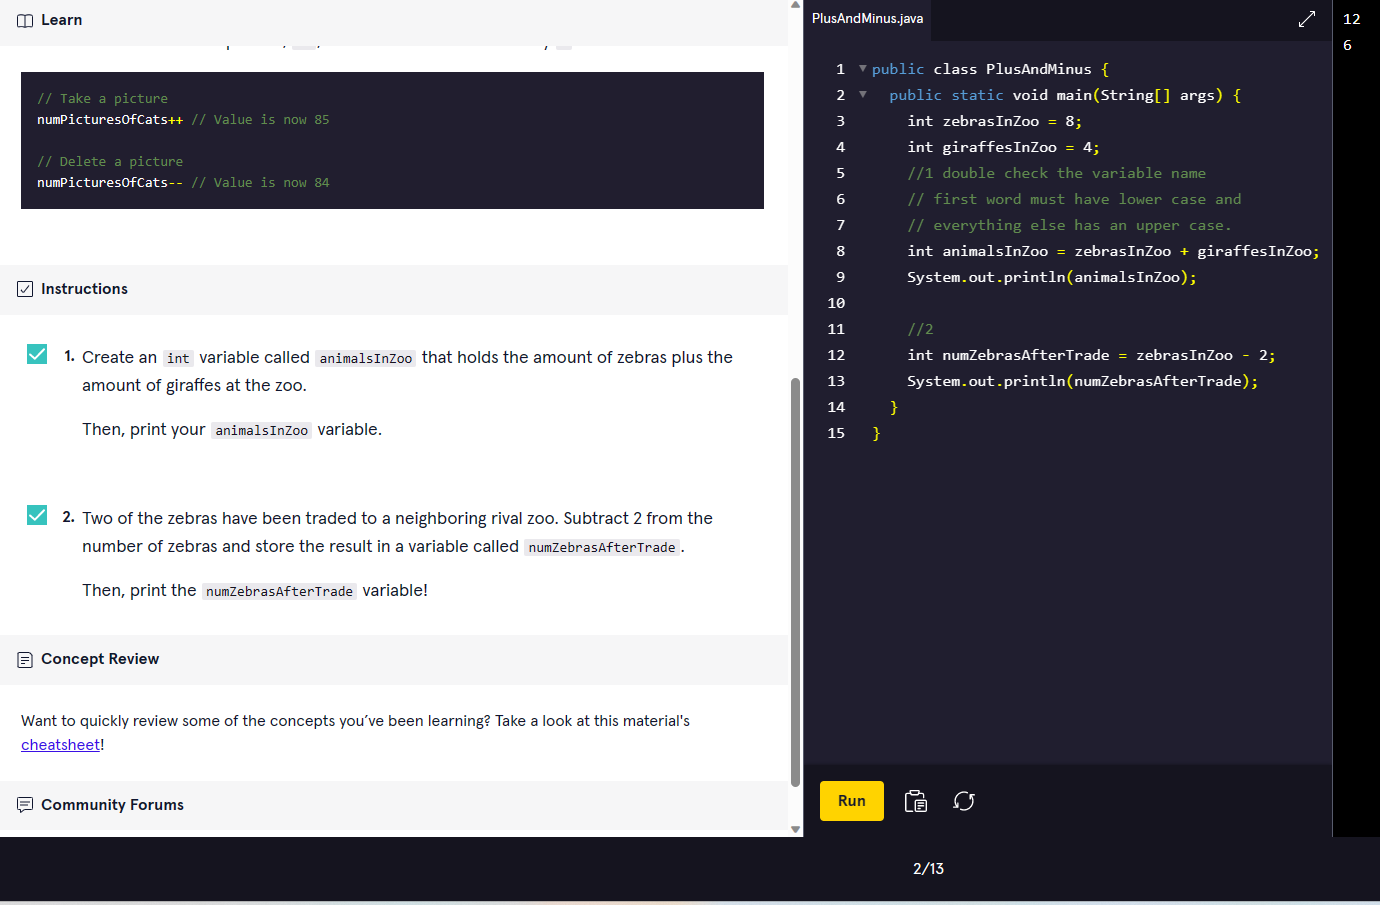 Learn
// Take a picture
numPicturesOfCats++ // Value is now 85
// Delete a picture
numPicturesOfCats-- // Value is now 84
Instructions
1. Create an int variable called animalsInZoo that holds the amount of zebras plus the
amount of giraffes at the zoo.
Then, print your animalsInZoo variable.
2. Two of the zebras have been traded to a neighboring rival zoo. Subtract 2 from the
number of zebras and store the result in a variable called numZebrasAfterTrade.
Then, print the numZebrasAfterTrade variable!
Concept Review
Want to quickly review some of the concepts you’ve been learning? Take a look at this material's
cheatsheet!
Community Forums
PlusAndMinus.java
1 public class PlusAndMinus {
2 public static void main(String[] args) {
3 int zebrasInZoo = 8;
4 int giraffesInZoo = 4;
5 //1 double check the variable name
6 // first word must have lower case and
7 // everything else has an upper case.
8 int animalsInZoo = zebrasInZoo + giraffesInZoo;
9 System.out.println(animalsInZoo);
10
11 //2
12 int numZebrasAfterTrade = zebrasInZoo - 2;
13 System.out.println(numZebrasAfterTrade);
14 }
15 }
Run
12
6
2/13